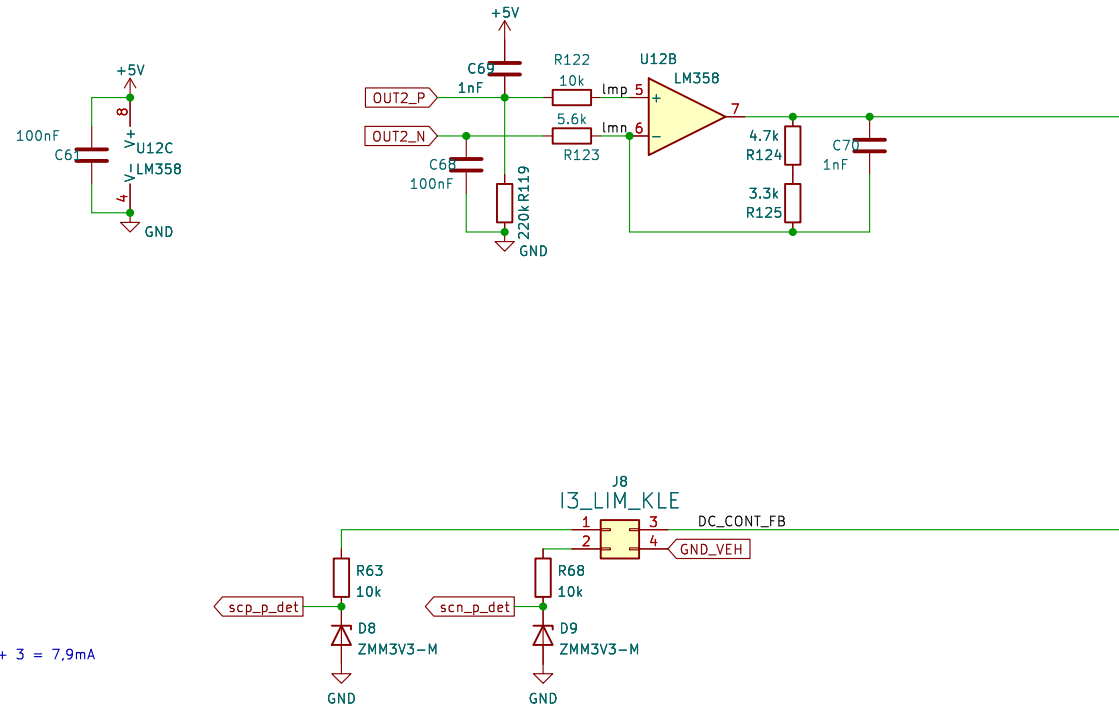 +5V
+5V
8
100nF
C61
V+
U12C
V-
LM358
4
GND
C69
1nF
R122
10k
U12B
LM358
OUT2_P
lmp
5
+
7
OUT2_N
5.6k
lmn
6
−
R123
C68
100nF
R119
220k
GND
4.7k
R124
C70
1nF
3.3k
R125
J8
I3_LIM_KLE
1
3
DC_CONT_FB
2
4
GND_VEH
R63
10k
R68
10k
scp_p_det
scn_p_det
D8
ZMM3V3-M
D9
ZMM3V3-M
+ 3 = 7,9mA
GND
GND